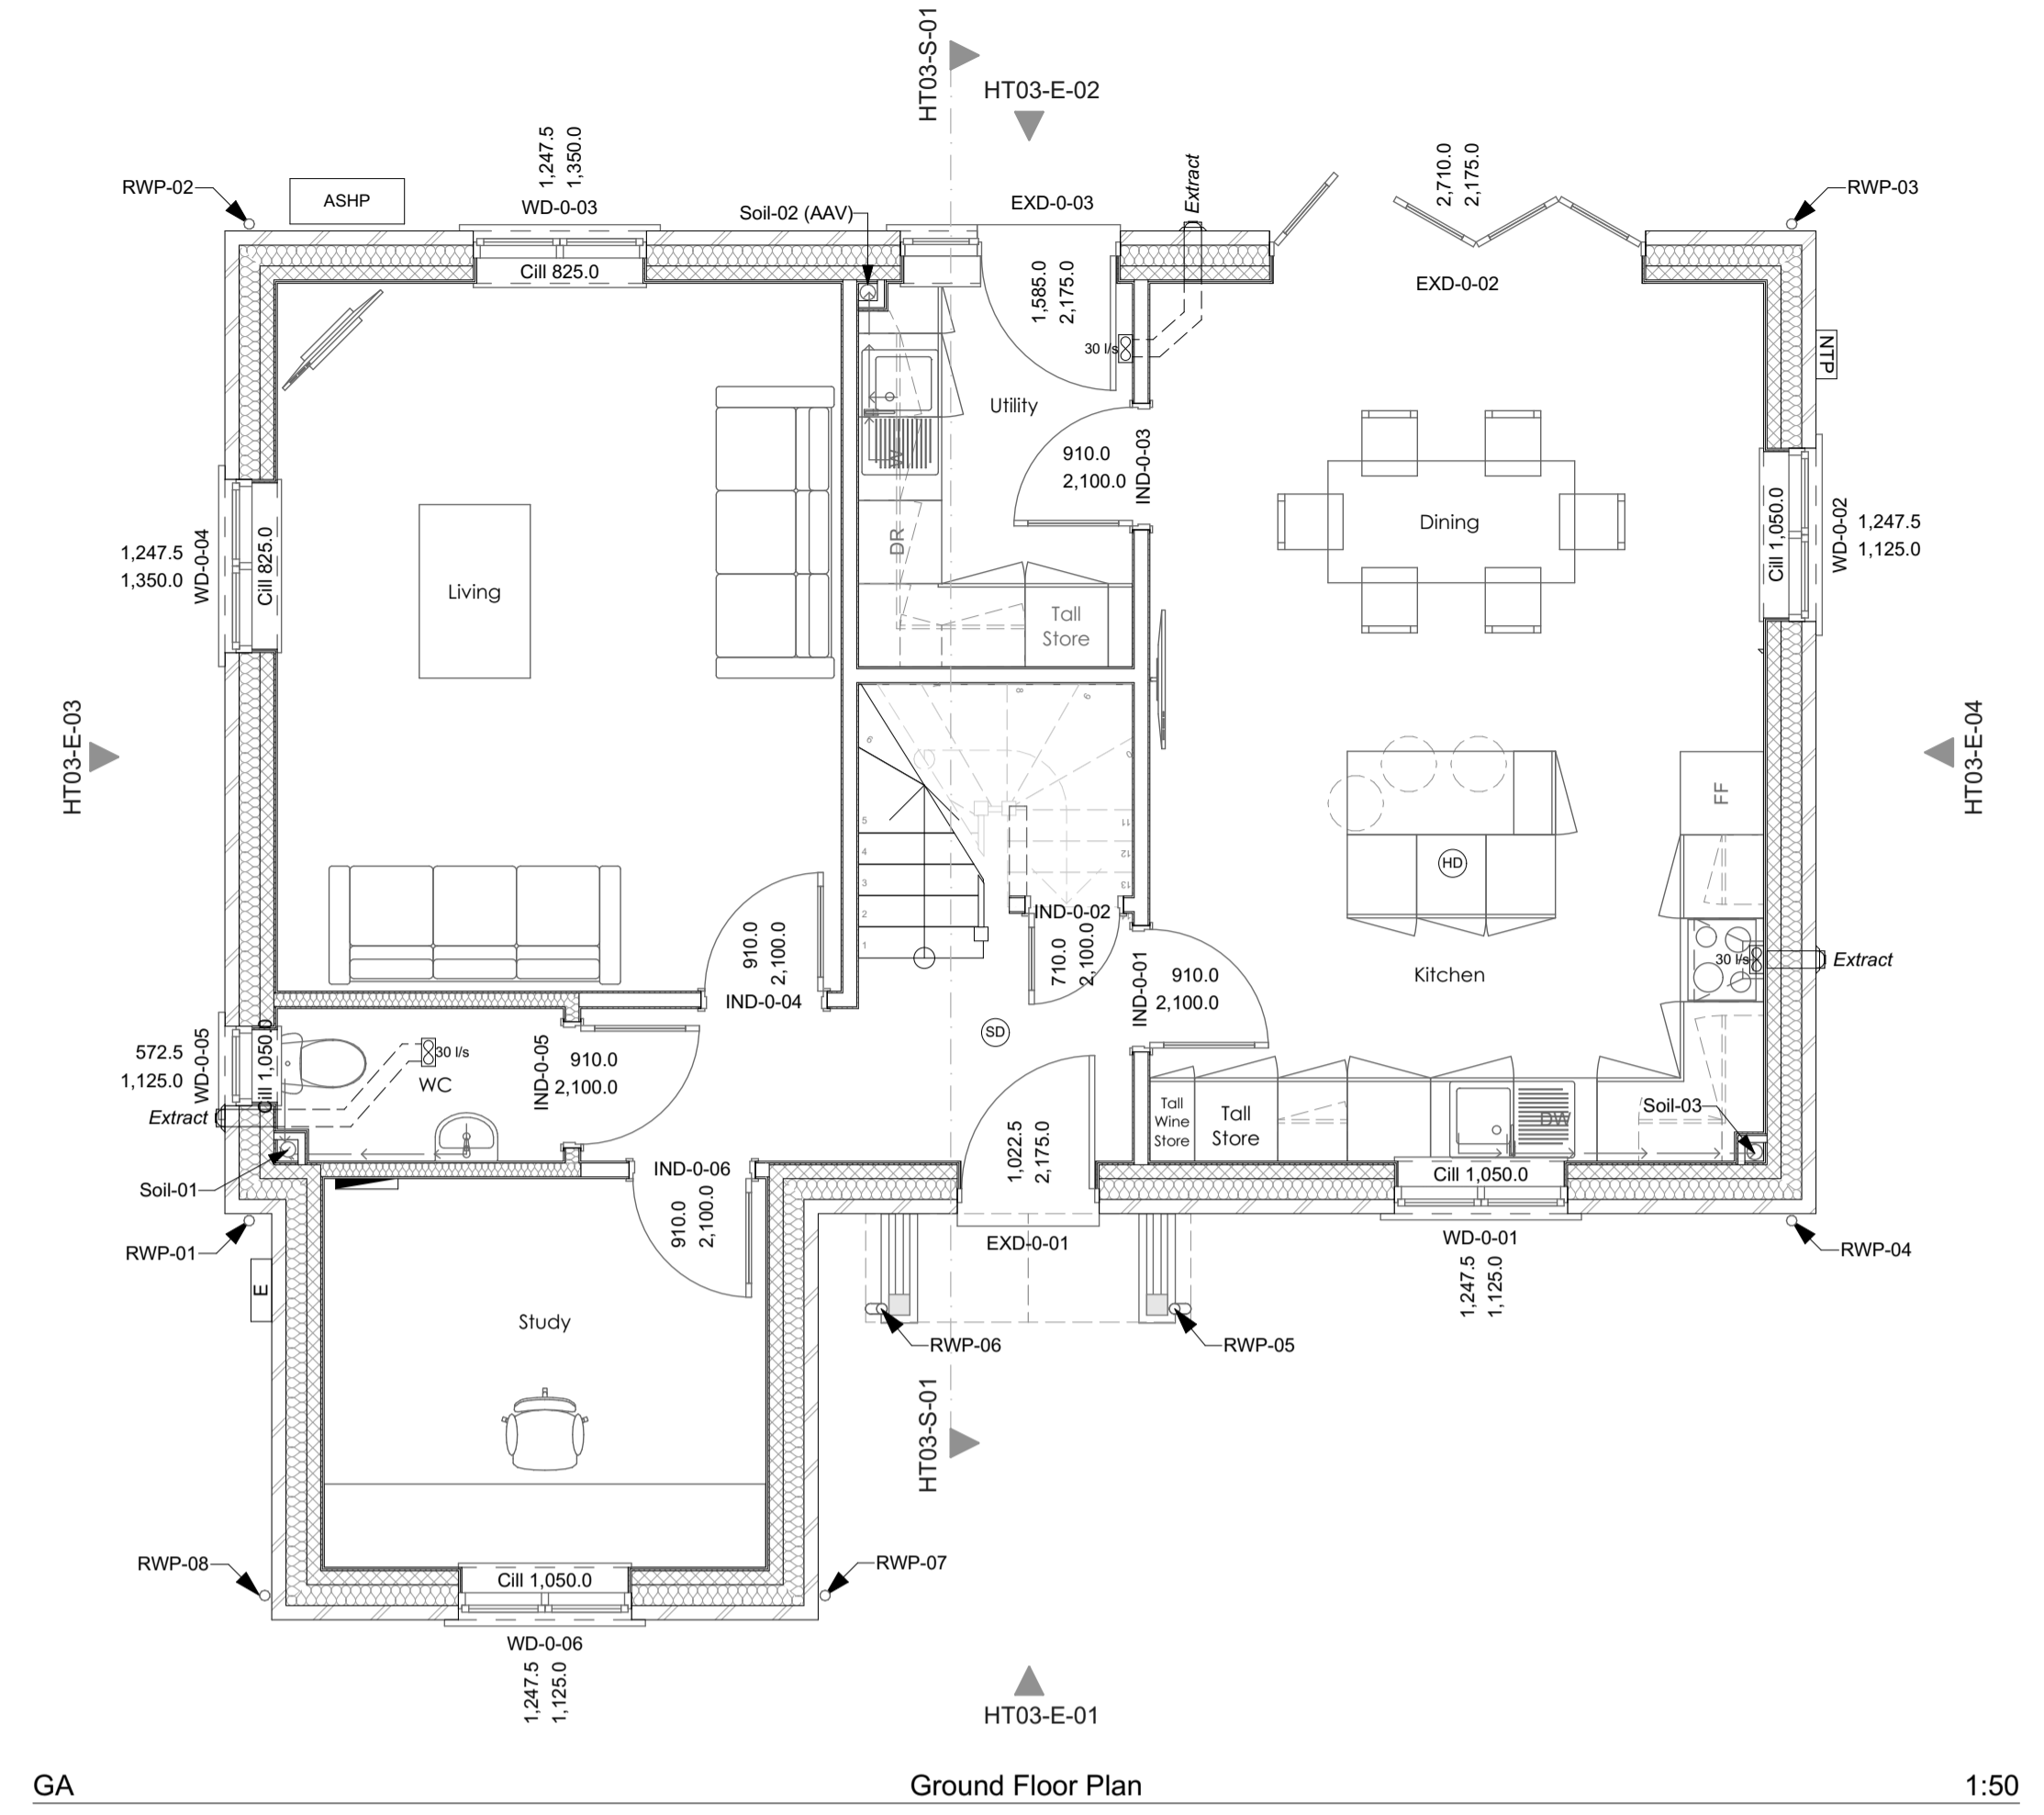 HT03-S-01
HT03-E-02
1,247.5
1,350.0
Extract
2,710.0
2,175.0
RWP-02
ASHP
WD-0-03
Soil-02 (AAV)
EXD-0-03
RWP-03
Cill 825.0
1,585.0
2,175.0
EXD-0-02
30 l/s
NTP
Utility
910.0
2,100.0
IND-0-03
1,247.5
1,350.0
WD-0-04
Cill 825.0
Living
DR
Dining
Cill 1,050.0
WD-0-02
1,247.5
1,125.0
Tall
Store
HT03-E-03
HT03-E-04
8
9
6
5
4
3
2
1
11
12
13
FF
HD
910.0
2,100.0
IND-0-04
IND-0-02
710.0
2,100.0
IND-0-01
910.0
2,100.0
Kitchen
30 l/s
Extract
SD
572.5
1,125.0
WD-0-05
Cill 1,050.0
30 l/s
WC
IND-0-05
910.0
2,100.0
Extract
Tall
Wine
Store
Tall
Store
DW
Soil-03
Soil-01
IND-0-06
910.0
2,100.0
1,022.5
2,175.0
Cill 1,050.0
RWP-01
EXD-0-01
WD-0-01
1,247.5
1,125.0
RWP-04
E
Study
RWP-06
RWP-05
HT03-S-01
RWP-08
Cill 1,050.0
RWP-07
WD-0-06
1,247.5
1,125.0
HT03-E-01
GA
Ground Floor Plan
1:50